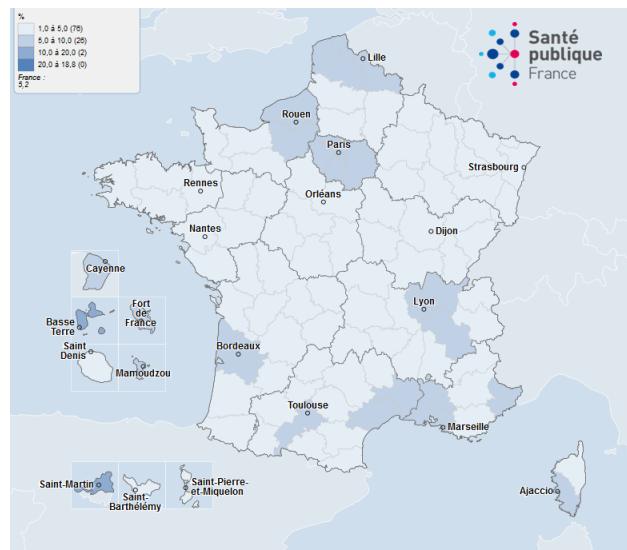 %
1,0 à 5,0 (76)
5,0 à 10,0 (26)
10,0 à 20,0 (2)
20,0 à 18,8 (0)
France :
5,2
Santé
publique
France
Lille
Rouen
Paris
Strasbourg
Rennes
Orléans
Nantes
Dijon
Cayenne
Lyon
Basse
Terre
Fort
de
France
Saint
Denis
Bordeaux
Mamoudzou
Toulouse
Marseille
Saint-Martin
Saint-
Barthélémy
Saint-Pierre-
et-Miquelon
Ajaccio